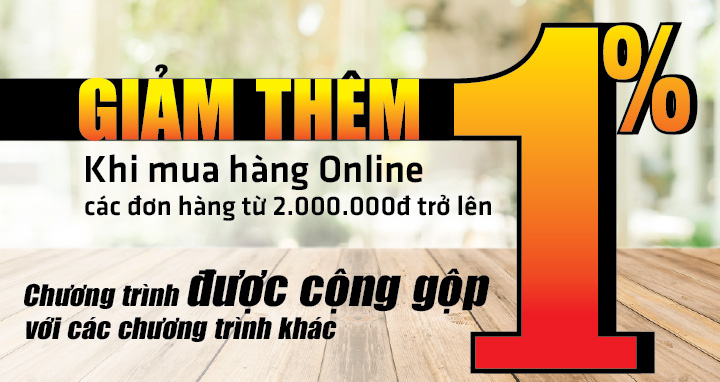 GIẢM THÊM 1%
Khi mua hàng Online
các đơn hàng từ 2.000.000đ trở lên
Chương trình được cộng gộp
với các chương trình khác